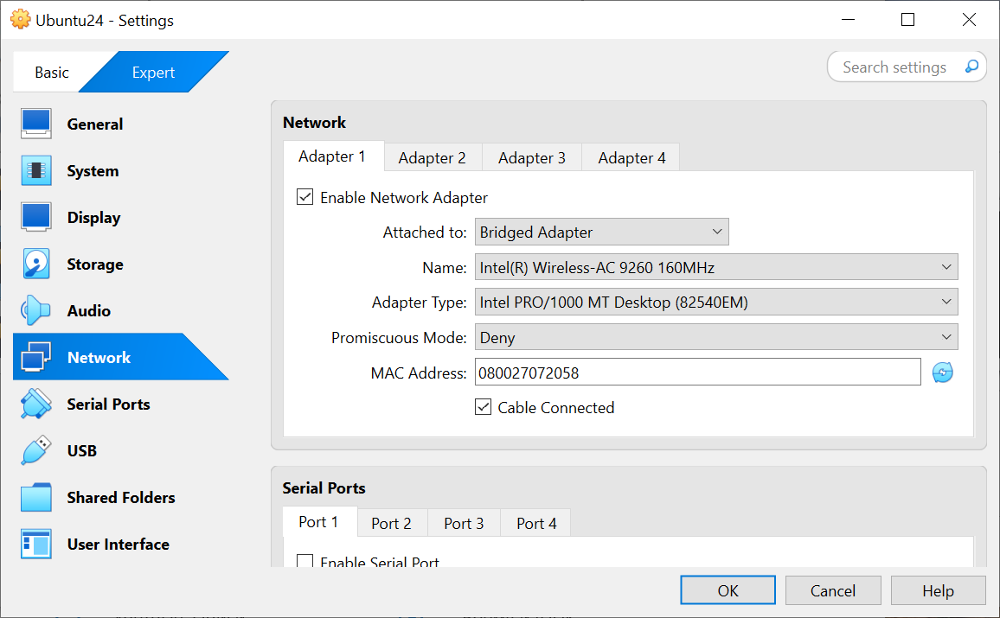 Ubuntu24 - Settings
Basic
Expert
Search settings
General
System
Display
Storage
Audio
Network
Serial Ports
USB
Shared Folders
User Interface
Network
Adapter 1
Adapter 2
Adapter 3
Adapter 4
Enable Network Adapter
Attached to: Bridged Adapter
Name: Intel(R) Wireless-AC 9260 160MHz
Adapter Type: Intel PRO/1000 MT Desktop (82540EM)
Promiscuous Mode: Deny
MAC Address: 080027072058
Cable Connected
Serial Ports
Port 1
Port 2
Port 3
Port 4
Enable Serial Port
OK
Cancel
Help